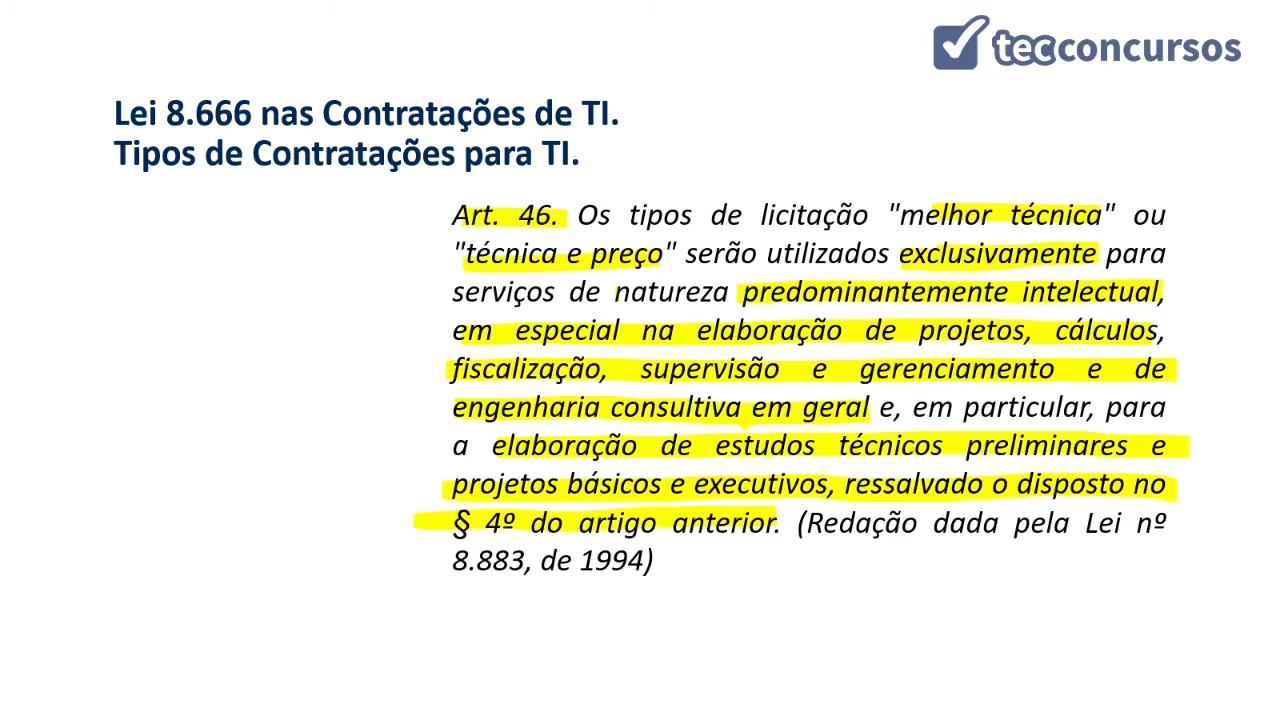 tecconcursos
Lei 8.666 nas Contratações de TI.
Tipos de Contratações para TI.
Art. 46. Os tipos de licitação "melhor técnica" ou
"técnica e preço" serão utilizados exclusivamente para
serviços de natureza predominantemente intelectual,
em especial na elaboração de projetos, cálculos,
fiscalização, supervisão e gerenciamento e de
engenharia consultiva em geral e, em particular, para
a elaboração de estudos técnicos preliminares e
projetos básicos e executivos, ressalvado o disposto no
§ 4º do artigo anterior. (Redação dada pela Lei nº
8.883, de 1994)